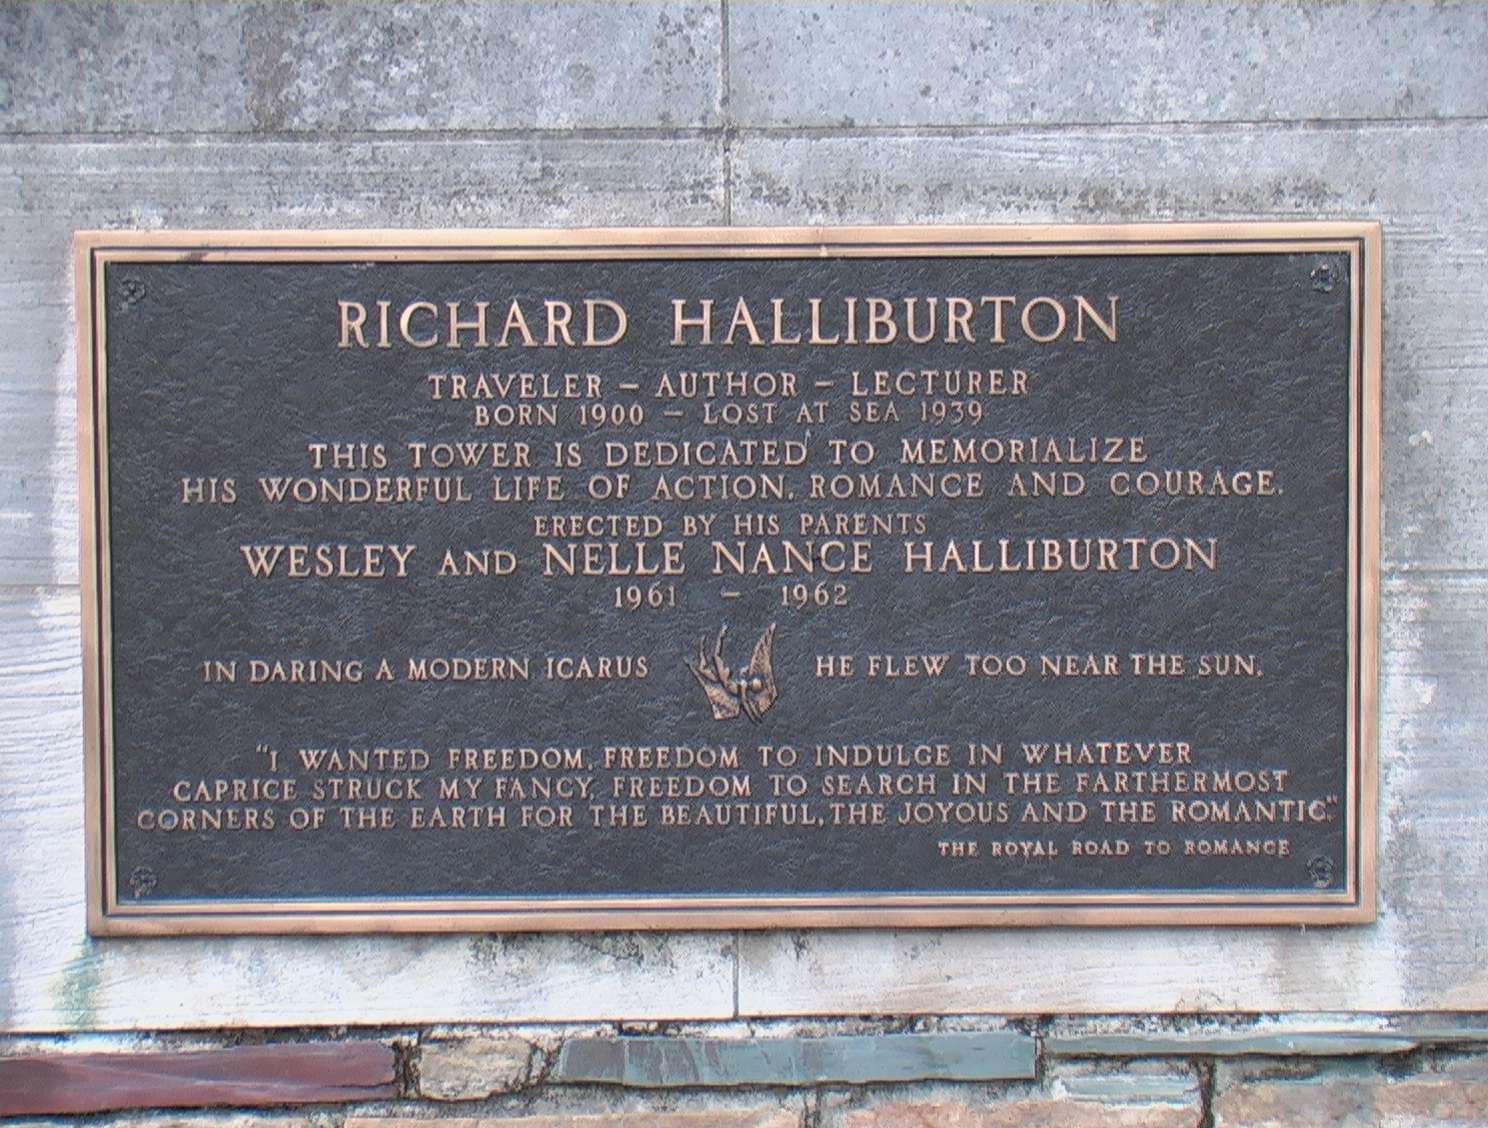 RICHARD HALLIBURTON
TRAVELER – AUTHOR – LECTURER
BORN 1900 – LOST AT SEA 1939
THIS TOWER IS DEDICATED TO MEMORIALIZE
HIS WONDERFUL LIFE OF ACTION, ROMANCE AND COURAGE.
ERECTED BY HIS PARENTS
WESLEY AND NELLE NANCE HALLIBURTON
1961 – 1962
IN DARING A MODERN ICARUS HE FLEW TOO NEAR THE SUN,
"I WANTED FREEDOM, FREEDOM TO INDULGE IN WHATEVER
CAPRICE STRUCK MY FANCY, FREEDOM TO SEARCH IN THE FARTHERMOST
CORNERS OF THE EARTH FOR THE BEAUTIFUL, THE JOYOUS AND THE ROMANTIC."
THE ROYAL ROAD TO ROMANCE